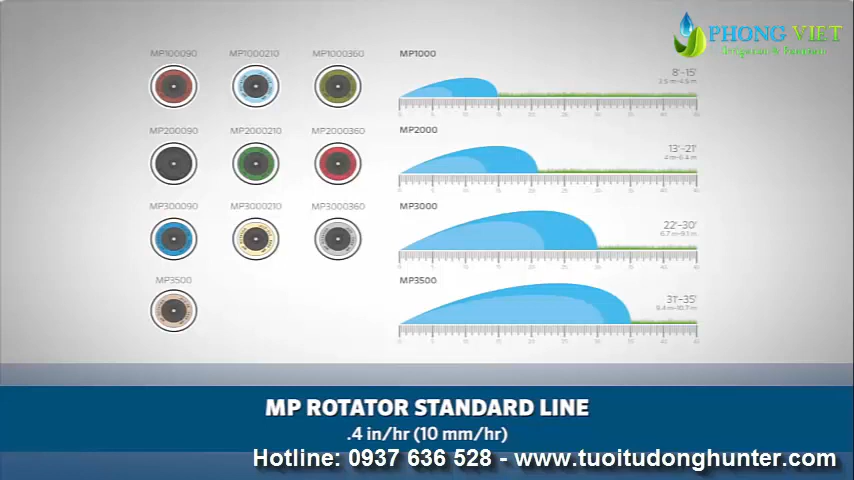 PHONG VIET
Irrigation & Fountain
MP100090 MP1000210 MP1000360
MP200090 MP2000210 MP2000360
MP300090 MP3000210 MP3000360
MP3500
MP1000
8'-15'
2.5 m-4.5 m
MP2000
13'-21'
4 m-6.4 m
MP3000
22'-30'
6.7 m-9.1 m
MP3500
31'-35'
9.4 m-10.7 m
MP ROTATOR STANDARD LINE
.4 in/hr (10 mm/hr)
Hotline: 0937 636 528 - www.tuoitudonghunter.com